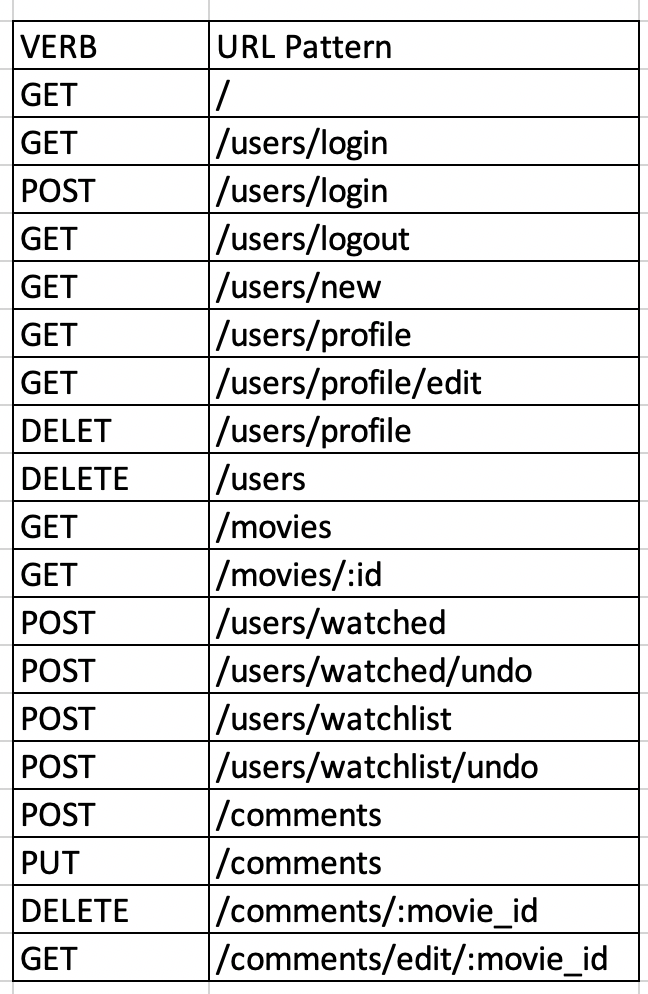 VERB URL Pattern
GET /
GET /users/login
POST /users/login
GET /users/logout
GET /users/new
GET /users/profile
GET /users/profile/edit
DELET /users/profile
DELETE /users
GET /movies
GET /movies/:id
POST /users/watched
POST /users/watched/undo
POST /users/watchlist
POST /users/watchlist/undo
POST /comments
PUT /comments
DELETE /comments/:movie_id
GET /comments/edit/:movie_id